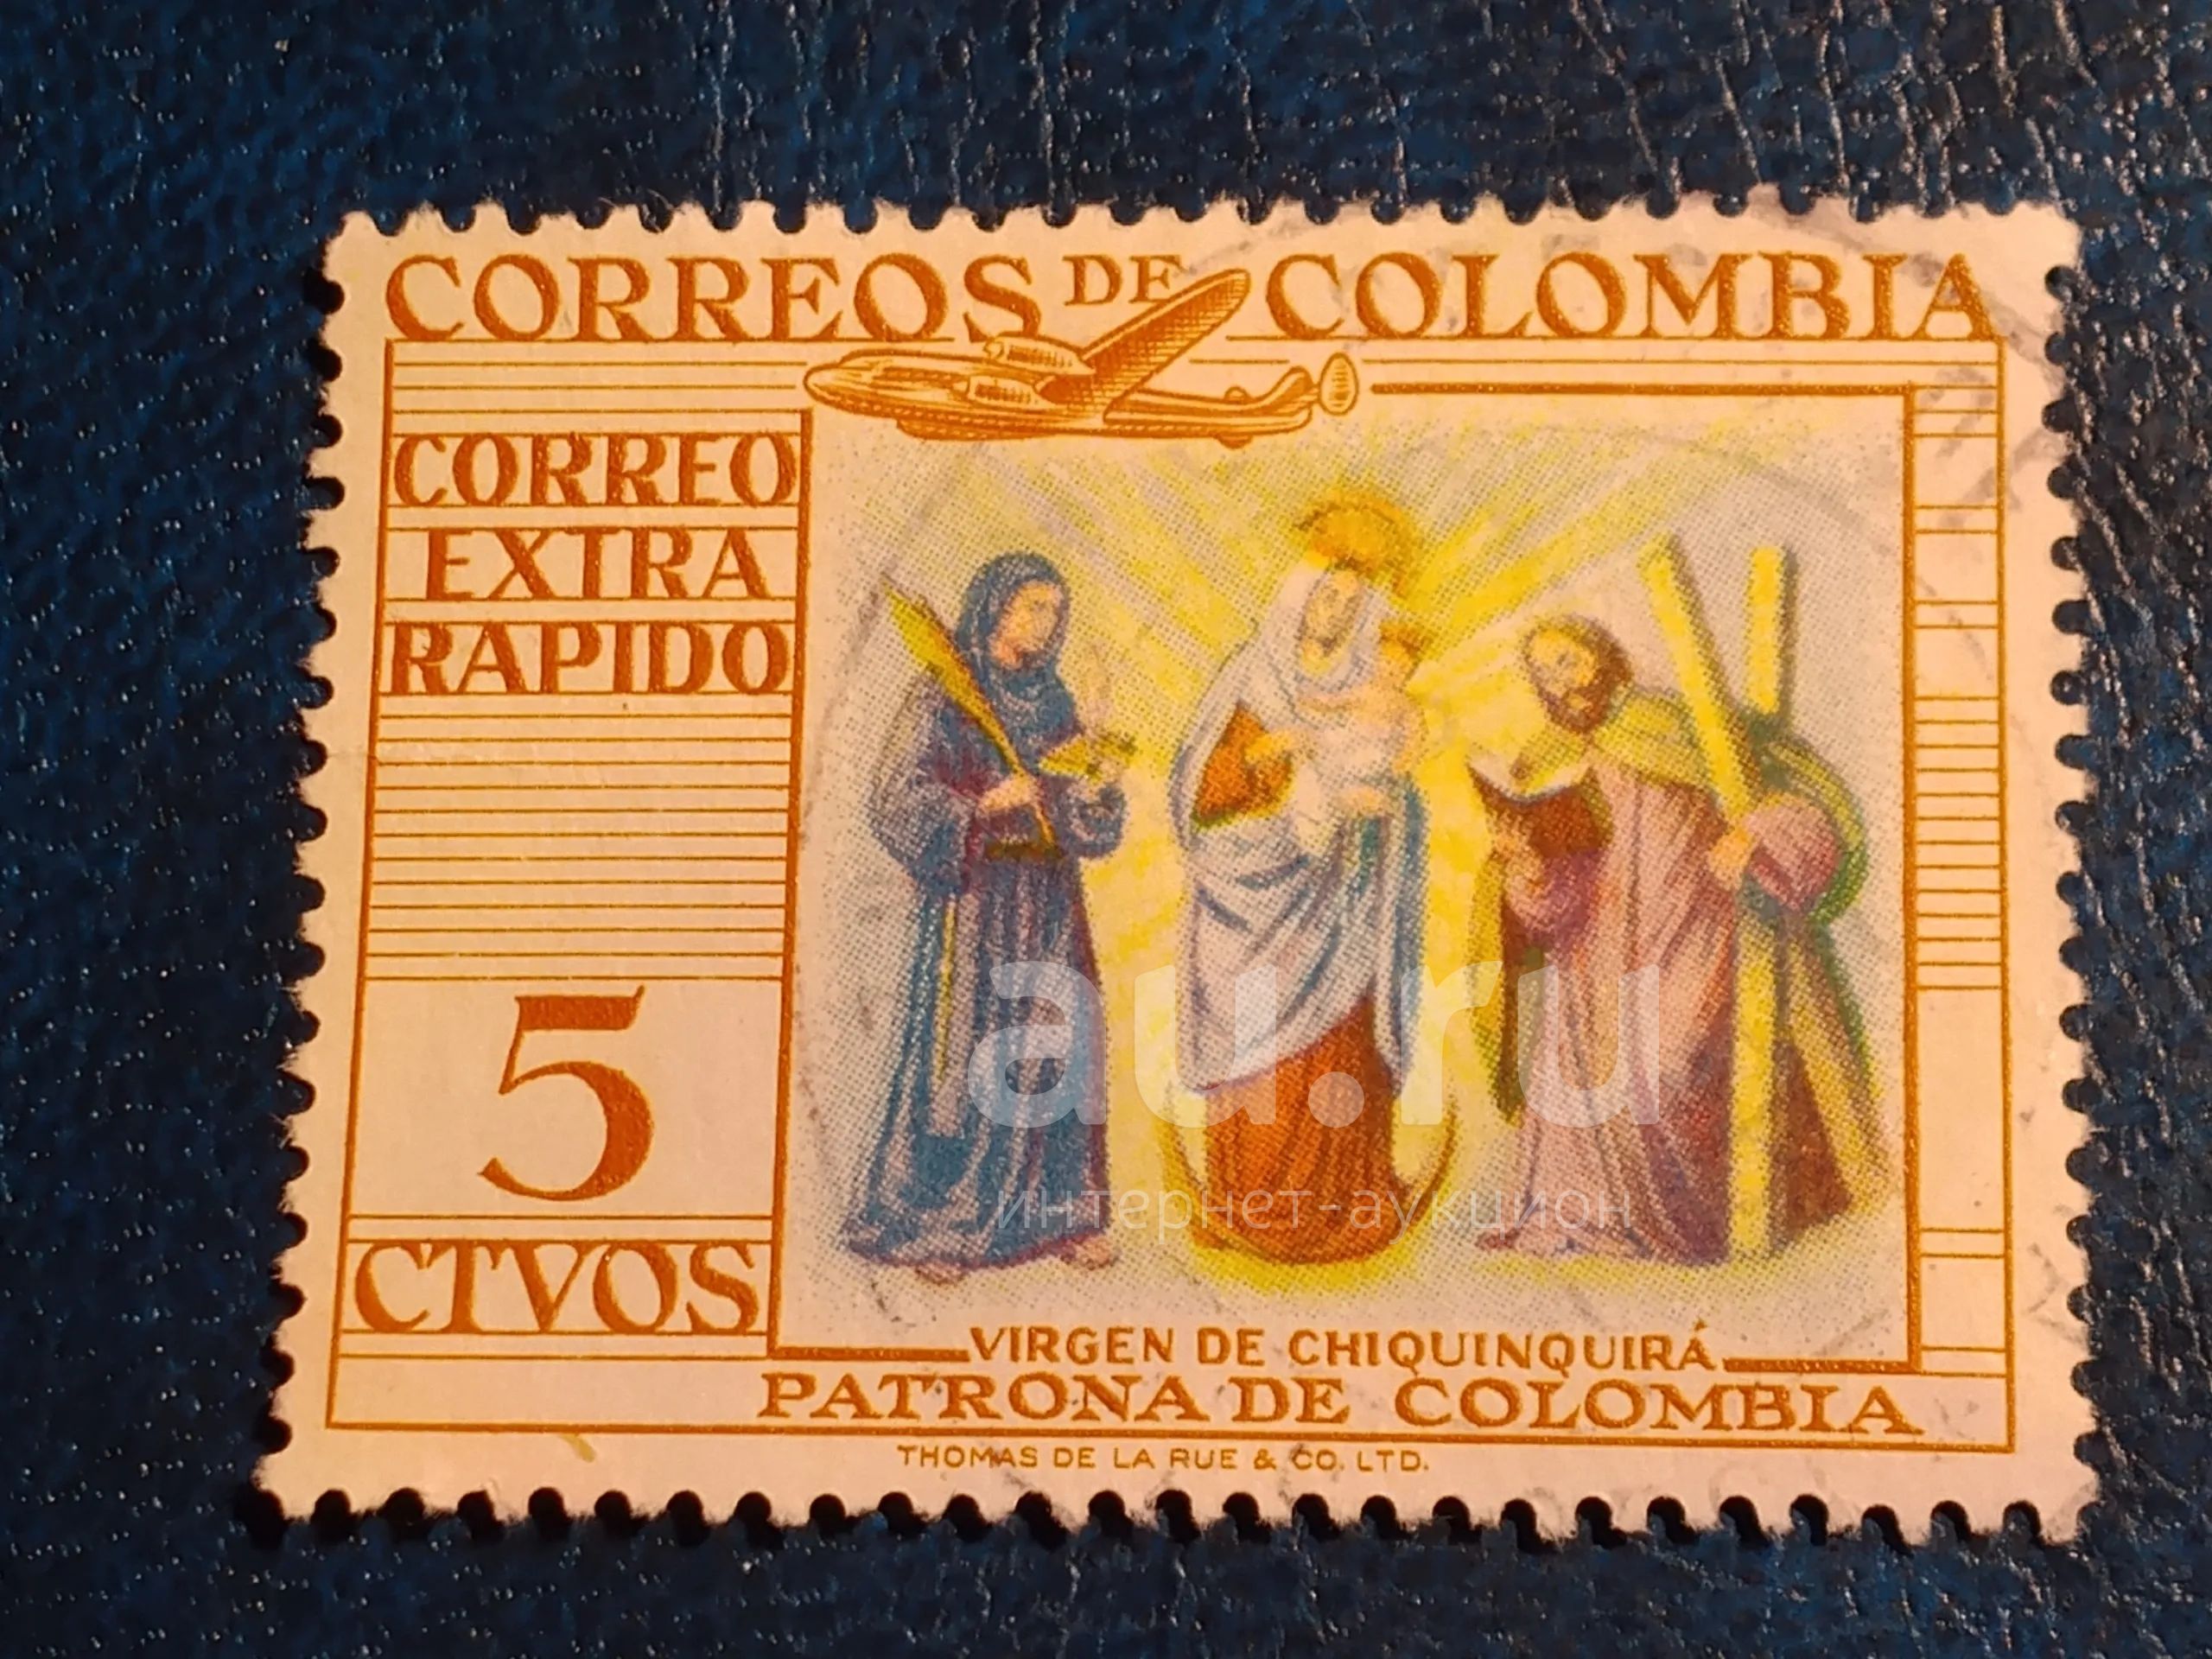 CORREOS DE COLOMBIA
CORREO
EXTRA
RAPIDO
5
CTVOS
VIRGEN DE CHIQUINQUIRÁ
PATRONA DE COLOMBIA
THOMAS DE LA RUE & CO. LTD.
au.ru
интернет-аукцион